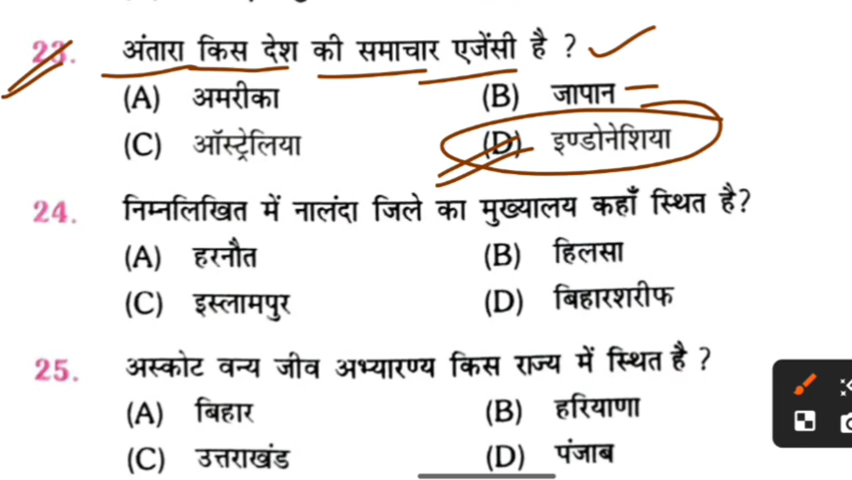 23. अंतारा किस देश की समाचार एजेंसी है ?
(A) अमरीका (B) जापान
(C) ऑस्ट्रेलिया (D) इण्डोनेशिया
24. निम्नलिखित में नालंदा जिले का मुख्यालय कहाँ स्थित है?
(A) हरनौत (B) हिलसा
(C) इस्लामपुर (D) बिहारशरीफ
25. अस्कोट वन्य जीव अभ्यारण्य किस राज्य में स्थित है ?
(A) बिहार (B) हरियाणा
(C) उत्तराखंड (D) पंजाब